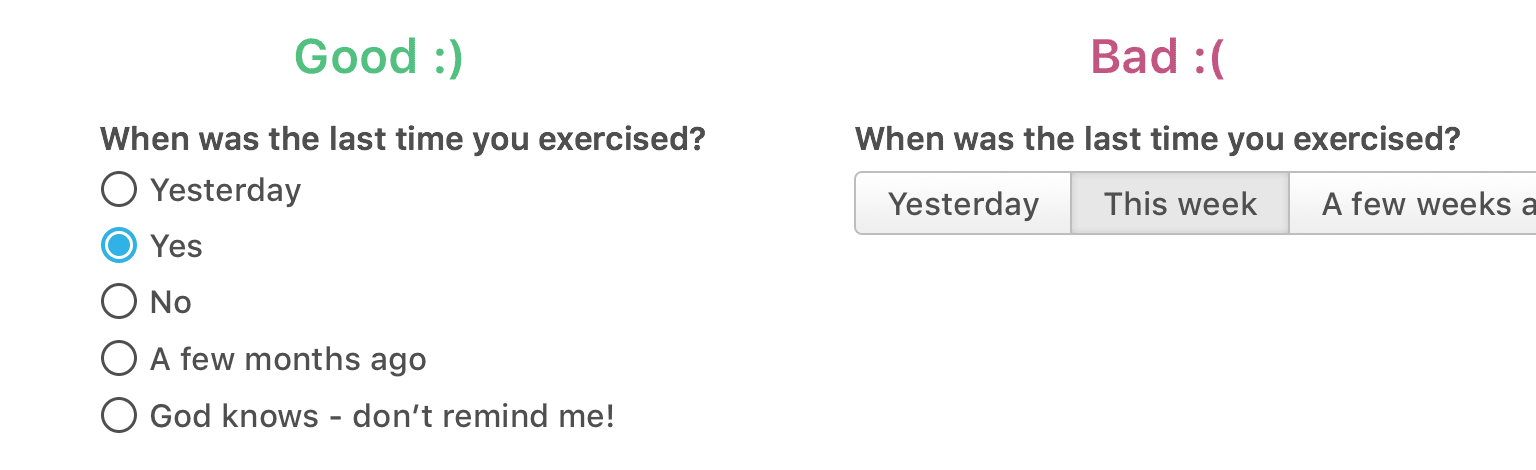 Good :)
When was the last time you exercised?
Yesterday
Yes
No
A few months ago
God knows - don’t remind me!
Bad :(
When was the last time you exercised?
Yesterday This week A few weeks a